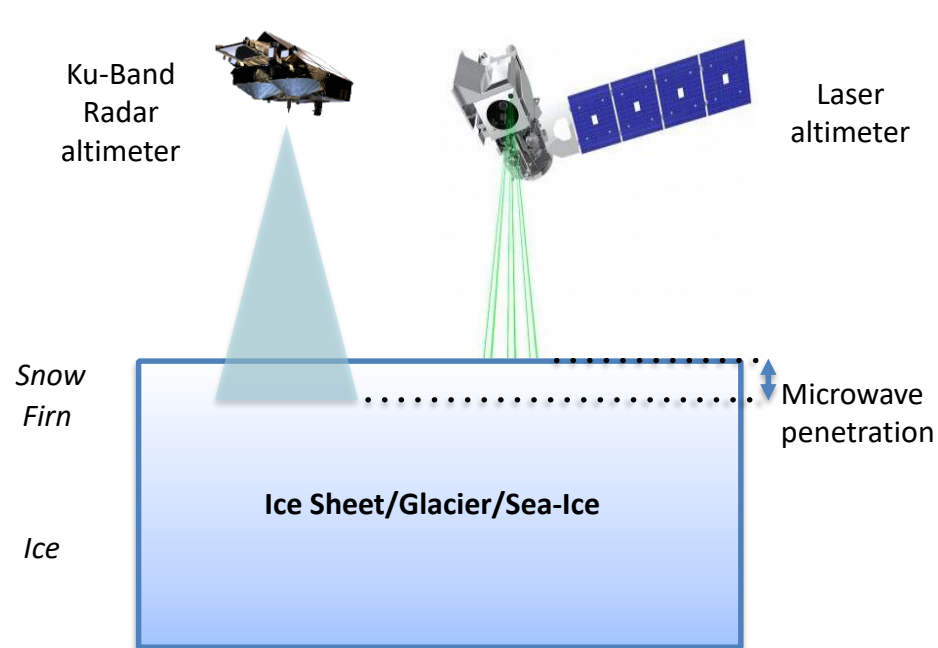 Ku-Band
Radar
altimeter
Laser
altimeter
Snow
Firn
Microwave
penetration
Ice Sheet/Glacier/Sea-Ice
Ice